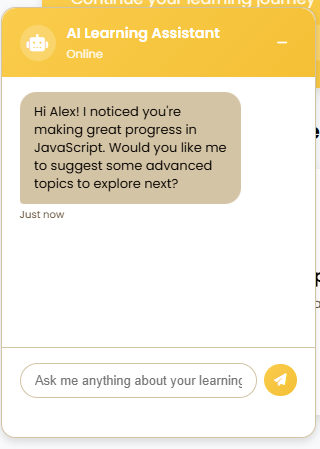 Continue your learning journey
AI Learning Assistant
Online
Hi Alex! I noticed you're
making great progress in
JavaScript. Would you like me
to suggest some advanced
topics to explore next?
Just now
Ask me anything about your learning